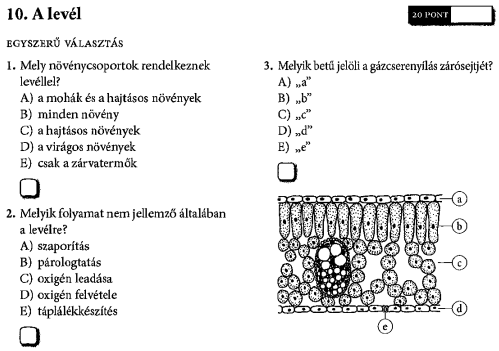 10. A levél
20 PONT
EGYSZERŰ VÁLASZTÁS
1. Mely növénycsoportok rendelkeznek
levéllel?
A) a mohák és a hajtásos növények
B) minden növény
C) a hajtásos növények
D) a virágos növények
E) csak a zárvatermők
2. Melyik folyamat nem jellemző általában
a levélre?
A) szaporítás
B) párologtatás
C) oxigén leadása
D) oxigén felvétele
E) táplálékkészítés
3. Melyik betű jelöli a gázcserenyílás zárósejtjét?
A) „a”
B) „b”
C) „c”
D) „d”
E) „e”
a
b
c
d
e